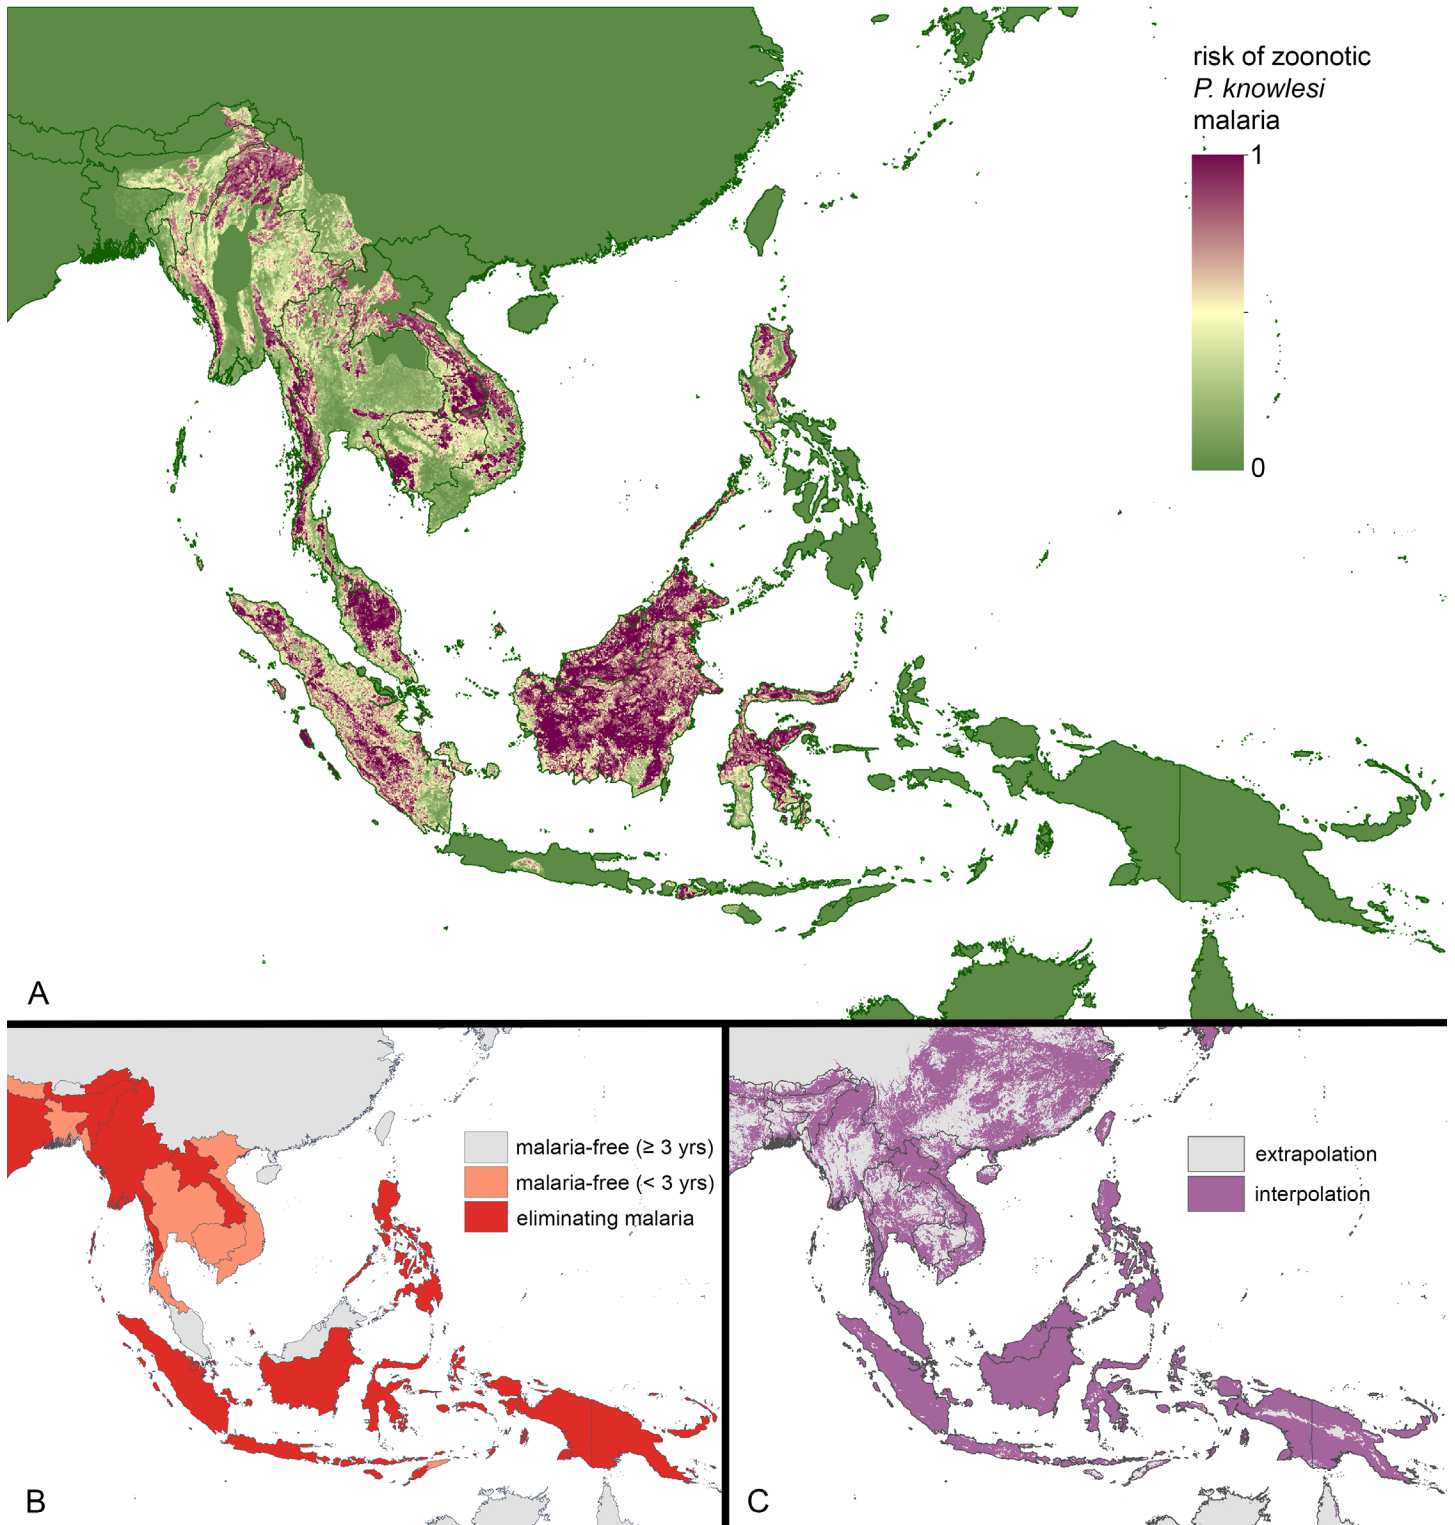 risk of zoonotic
P. knowlesi
malaria
1
0
A
malaria-free (≥ 3 yrs)
malaria-free (< 3 yrs)
eliminating malaria
B
extrapolation
interpolation
C